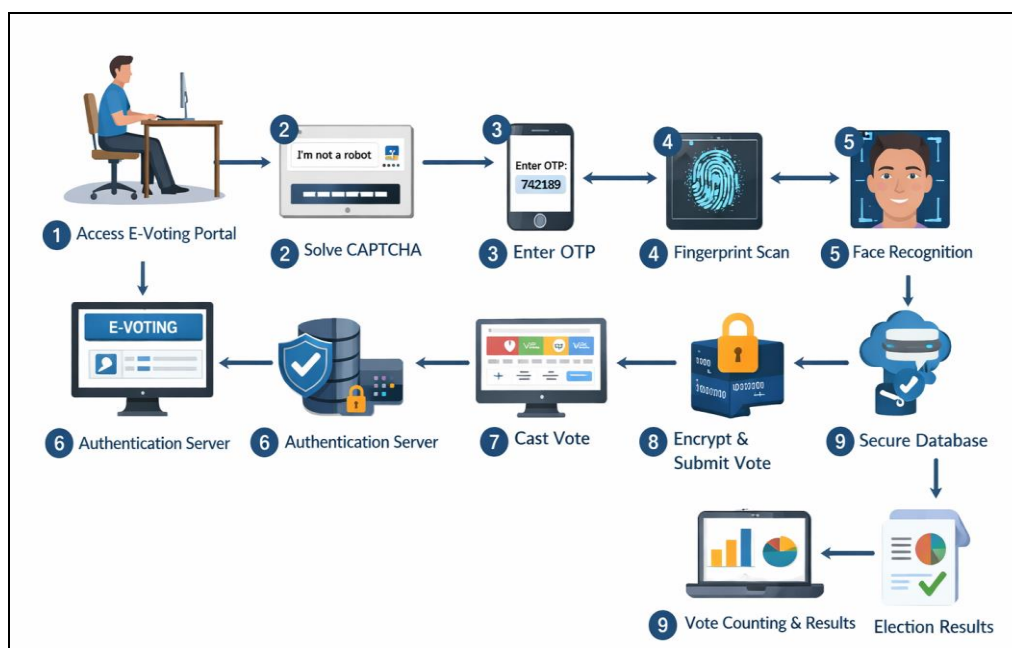 2
3
4
5
I'm not a robot
Enter OTP:
742189
1 Access E-Voting Portal
2 Solve CAPTCHA
3 Enter OTP
4 Fingerprint Scan
5 Face Recognition
E-VOTING
6 Authentication Server
6 Authentication Server
7 Cast Vote
8 Encrypt &
Submit Vote
9 Secure Database
9 Vote Counting & Results
Election Results